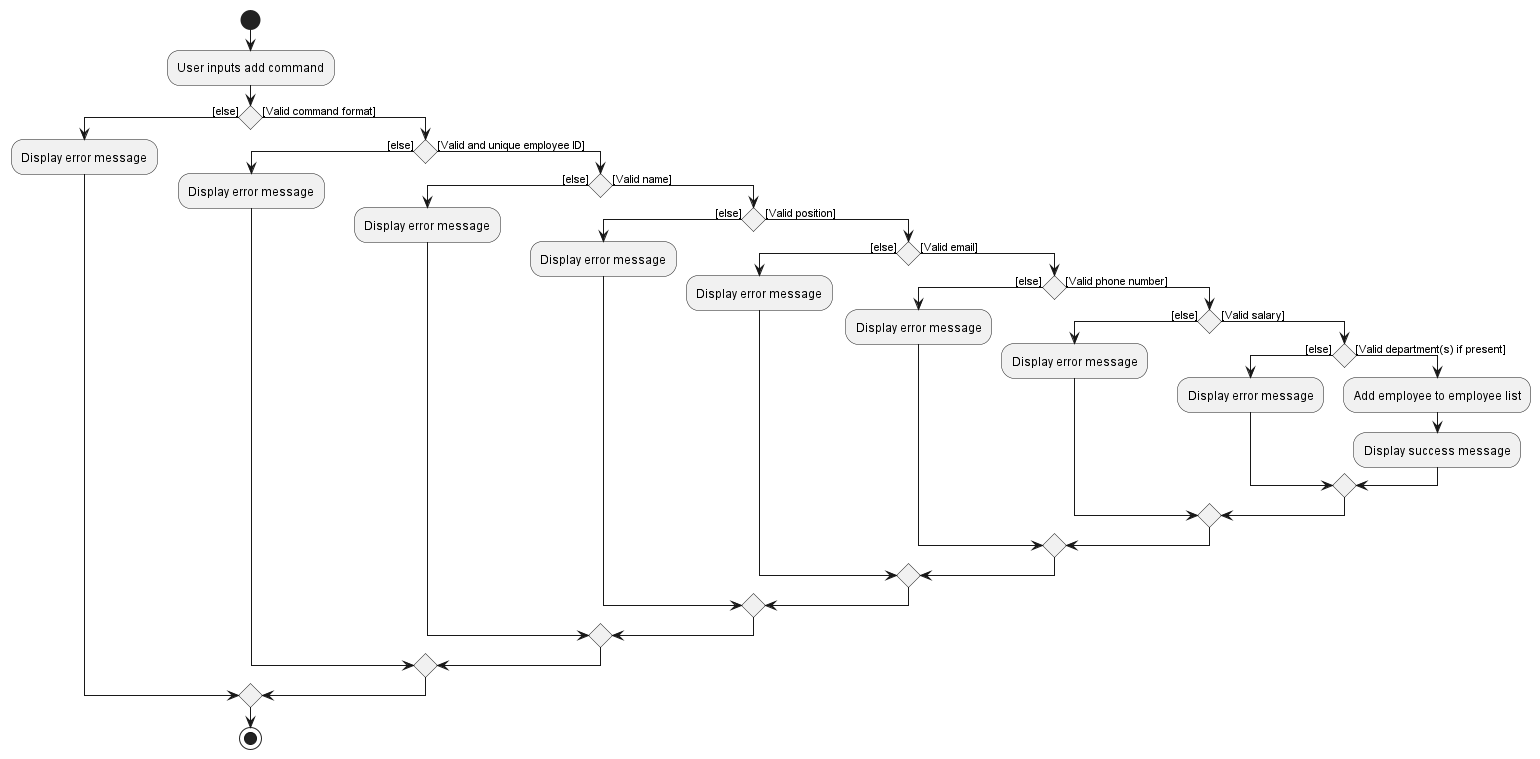 User inputs add command
[else]
[Valid command format]
Display error message
[else]
[Valid and unique employee ID]
Display error message
[else]
[Valid name]
Display error message
[else]
[Valid position]
Display error message
[else]
[Valid email]
Display error message
[else]
[Valid phone number]
Display error message
[else]
[Valid salary]
Display error message
[else]
[Valid department(s) if present]
Display error message
Add employee to employee list
Display success message